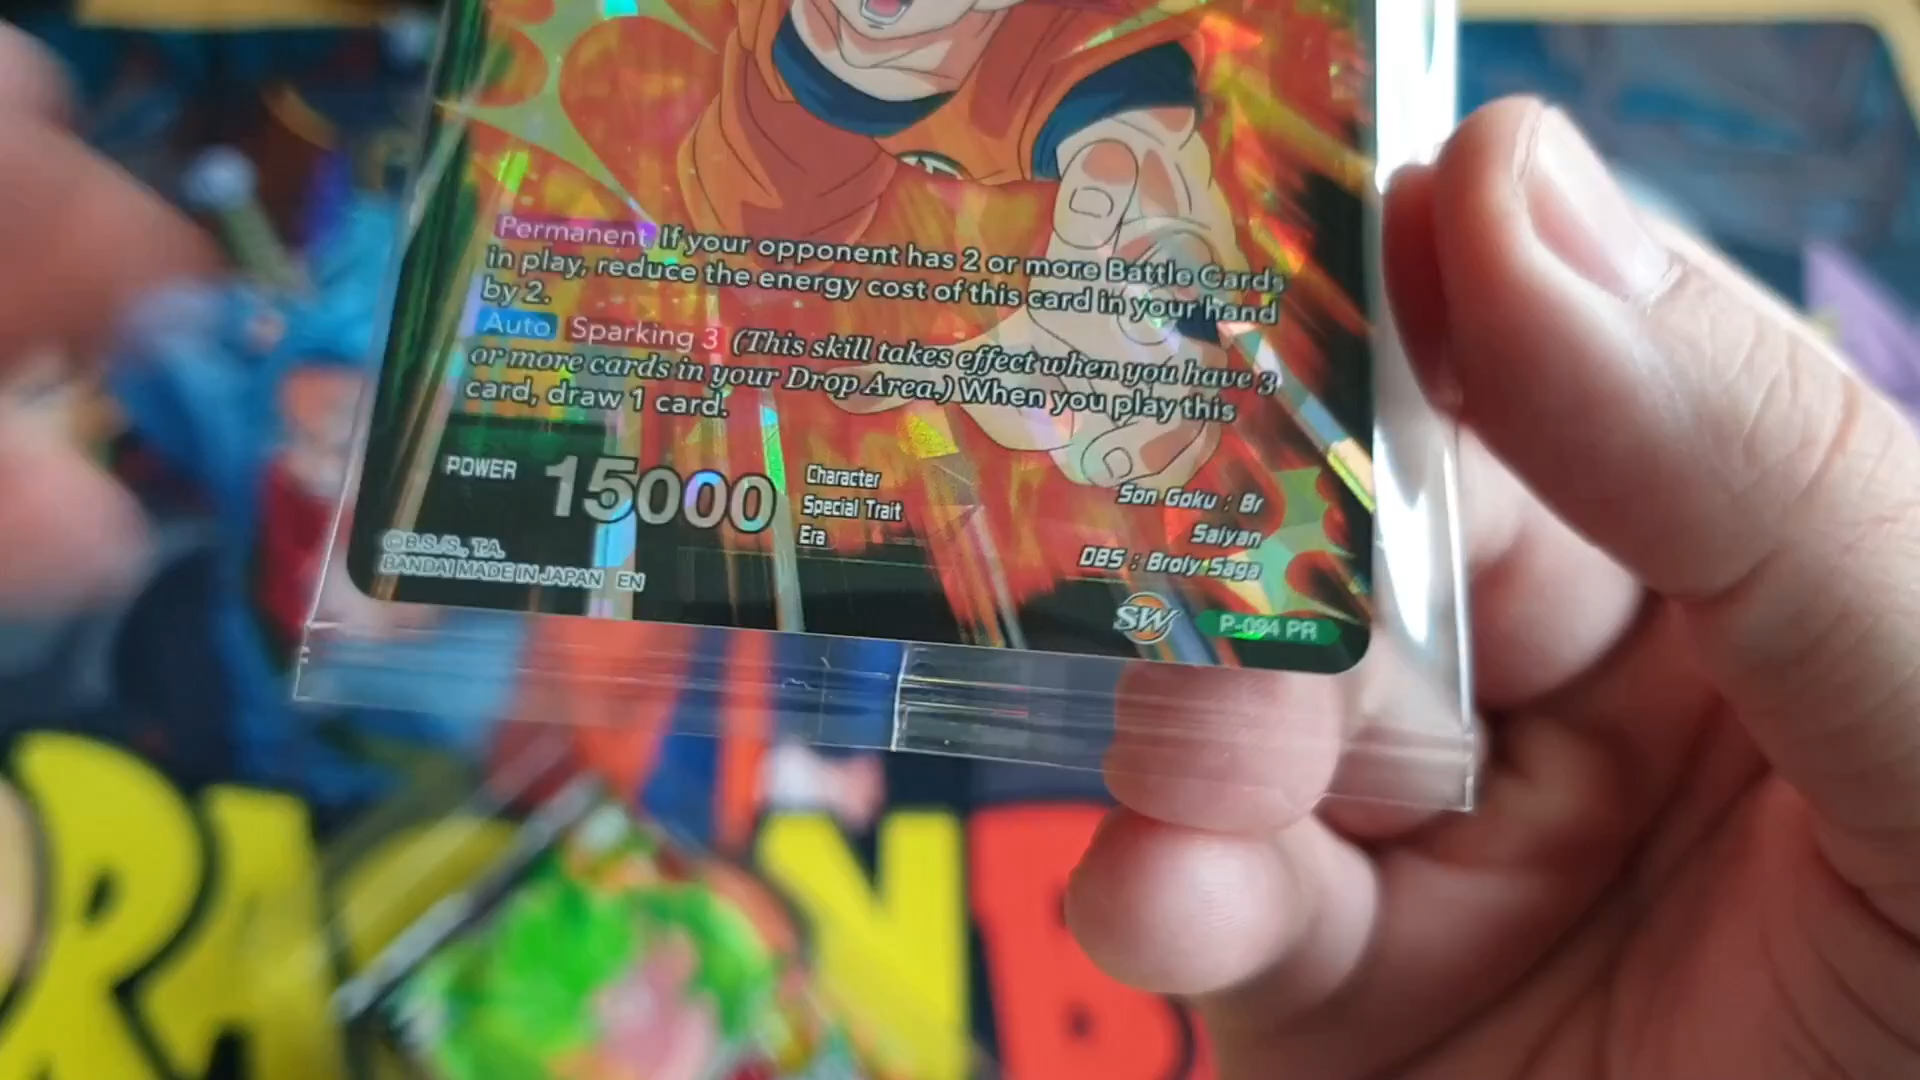 Permanent If your opponent has 2 or more Battle Cards
in play, reduce the energy cost of this card in your hand
by 2.
Auto Sparking 3 (This skill takes effect when you have 3
or more cards in your Drop Area.) When you play this
card, draw 1 card.
POWER 15000
Character Son Goku : Br
Special Trait Saiyan
Era DBS : Broly Saga
©B.S./S., T.A.
BANDAI MADE IN JAPAN EN
SW P-094 PR
RAGON B